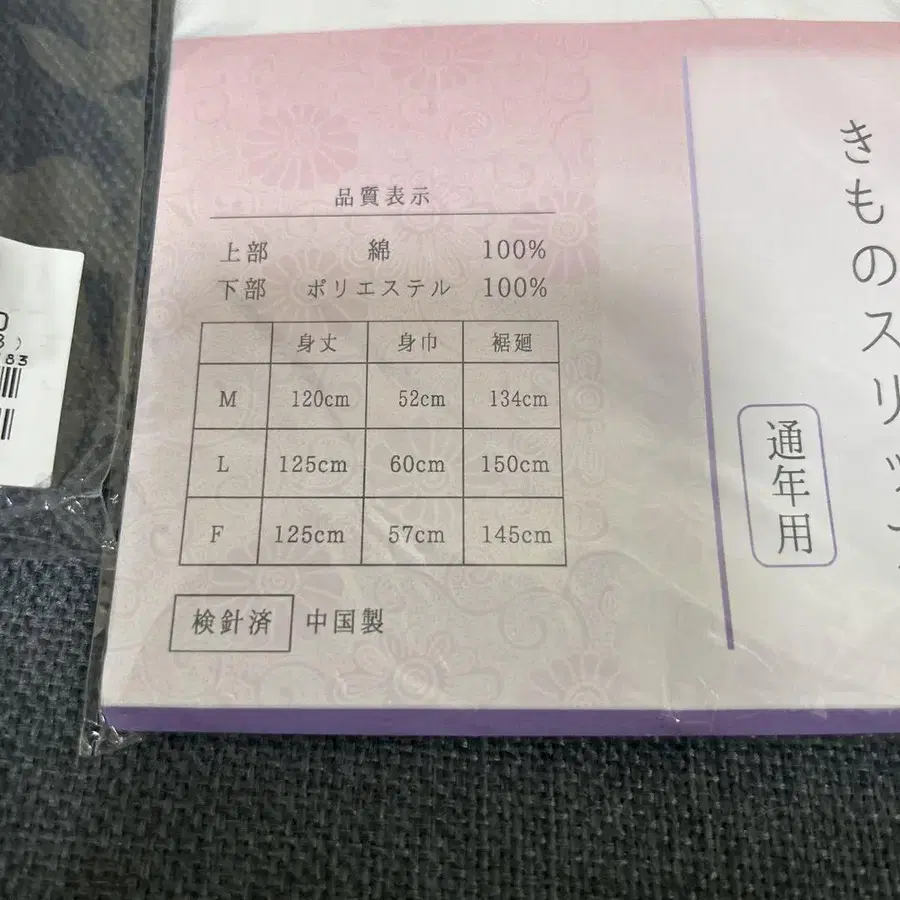 品質表示
上部 綿 100%
下部 ポリエステル 100%
身丈 身巾 裾廻
M 120cm 52cm 134cm
L 125cm 60cm 150cm
F 125cm 57cm 145cm
検針済 中国製
きものスリッ
通年用
83